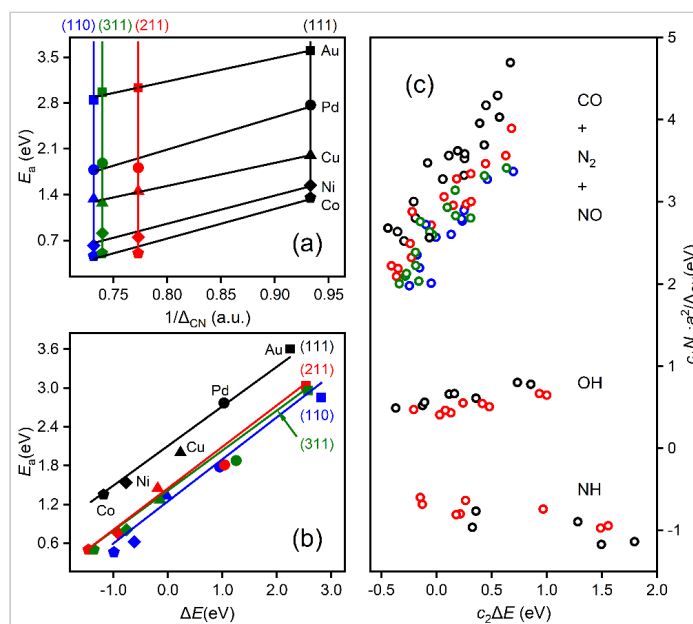 (110) (311) (211) (111)
3.5
2.8
2.1
1.4
0.7
Eₐ (eV)
Au
Pd
Cu
Ni
Co
(a)
0.75 0.80 0.85 0.90 0.95
1/Δ_CN (a.u.)
3.6
3.0
2.4
1.8
1.2
0.6
Eₐ(eV)
Au
(111)
(211)
(110)
(311)
Pd
Cu
Ni
Co
(b)
-1.0 0.0 1.0 2.0 3.0
ΔE(eV)
(c)
CO
+
N₂
+
NO
OH
NH
5
4
3
2
1
0
-1
-0.5 0.0 0.5 1.0 1.5 2.0
c₂ΔE (eV)